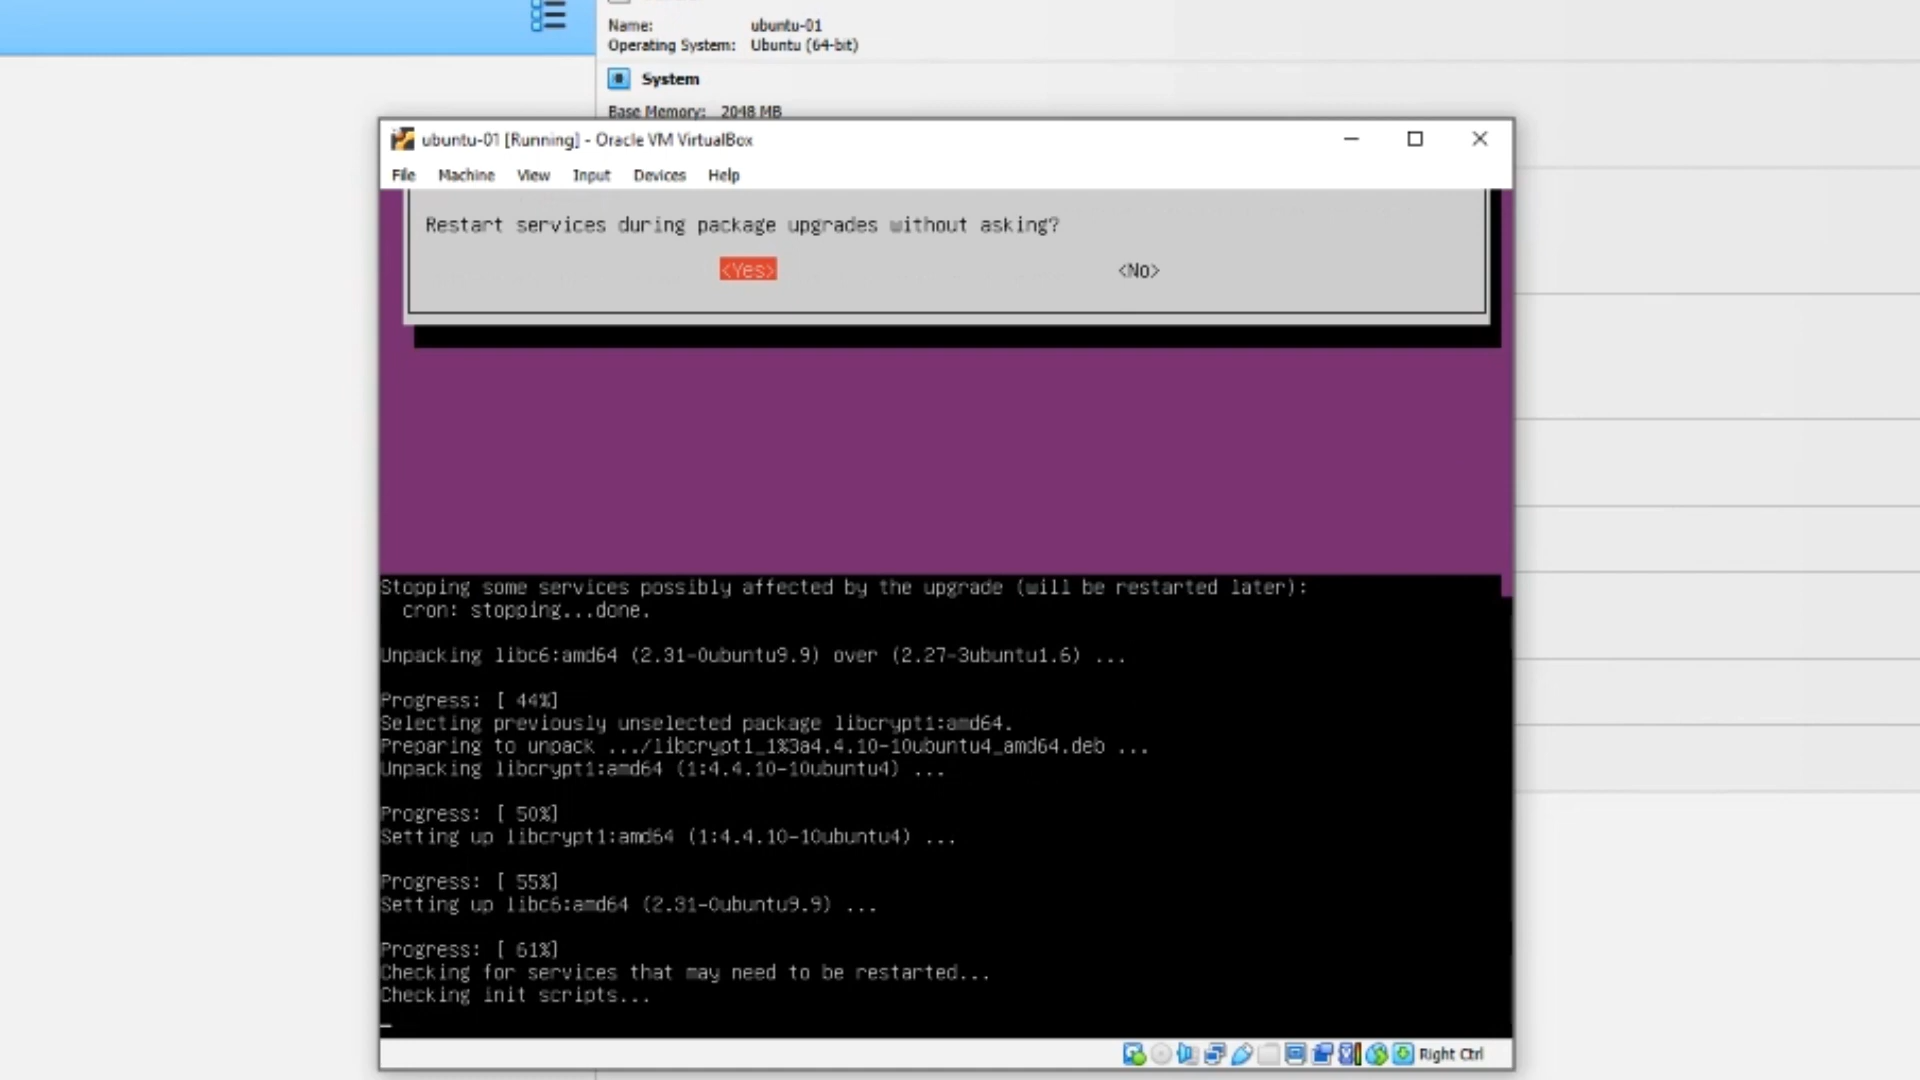 Name: ubuntu-01
Operating System: Ubuntu (64-bit)
System
Base Memory: 2048 MB
ubuntu-01 [Running] - Oracle VM VirtualBox
File Machine View Input Devices Help
Restart services during package upgrades without asking?
<Yes> <No>
Stopping some services possibly affected by the upgrade (will be restarted later):
cron: stopping...done.
Unpacking libc6:amd64 (2.31-0ubuntu9.9) over (2.27-3ubuntu1.6) ...
Progress: [ 44%]
Selecting previously unselected package libcrypt1:amd64.
Preparing to unpack .../libcrypt1_1%3a4.4.10-10ubuntu4_amd64.deb ...
Unpacking libcrypt1:amd64 (1:4.4.10-10ubuntu4) ...
Progress: [ 50%]
Setting up libcrypt1:amd64 (1:4.4.10-10ubuntu4) ...
Progress: [ 55%]
Setting up libc6:amd64 (2.31-0ubuntu9.9) ...
Progress: [ 61%]
Checking for services that may need to be restarted...
Checking init scripts...
Right Ctrl